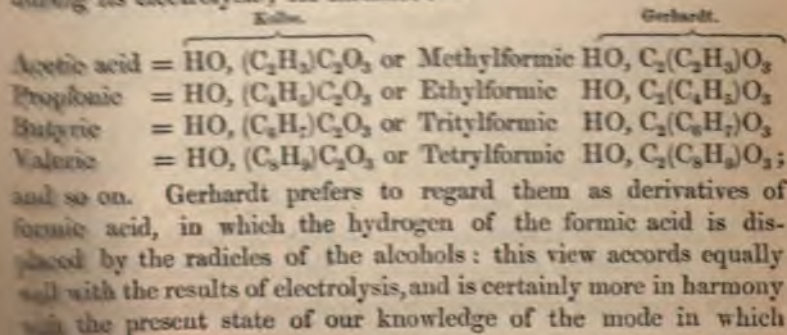 Kolbe. Gerhardt.
Acetic acid = HO, (C₂H₃)C₂O₃ or Methylformic HO, C₂(C₂H₃)O₃
Propionic = HO, (C₄H₅)C₂O₃ or Ethylformic HO, C₂(C₄H₅)O₃
Butyric = HO, (C₆H₇)C₂O₃ or Tritylformic HO, C₂(C₆H₇)O₃
Valeric = HO, (C₈H₉)C₂O₃ or Tetrylformic HO, C₂(C₈H₉)O₃;
and so on. Gerhardt prefers to regard them as derivatives of
formic acid, in which the hydrogen of the formic acid is dis-
placed by the radicles of the alcohols: this view accords equally
well with the results of electrolysis, and is certainly more in harmony
with the present state of our knowledge of the mode in which